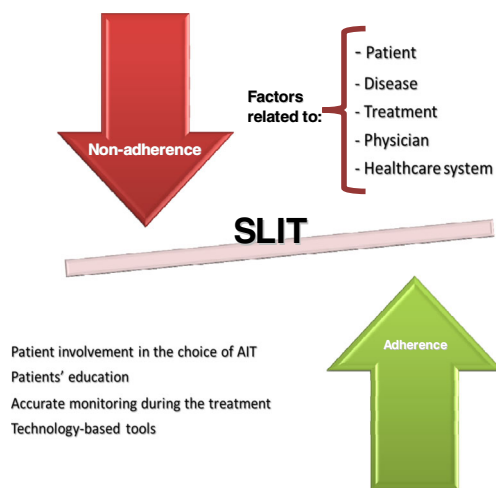 Non-adherence
Factors
related to:
- Patient
- Disease
- Treatment
- Physician
- Healthcare system
SLIT
Adherence
Patient involvement in the choice of AIT
Patients' education
Accurate monitoring during the treatment
Technology-based tools